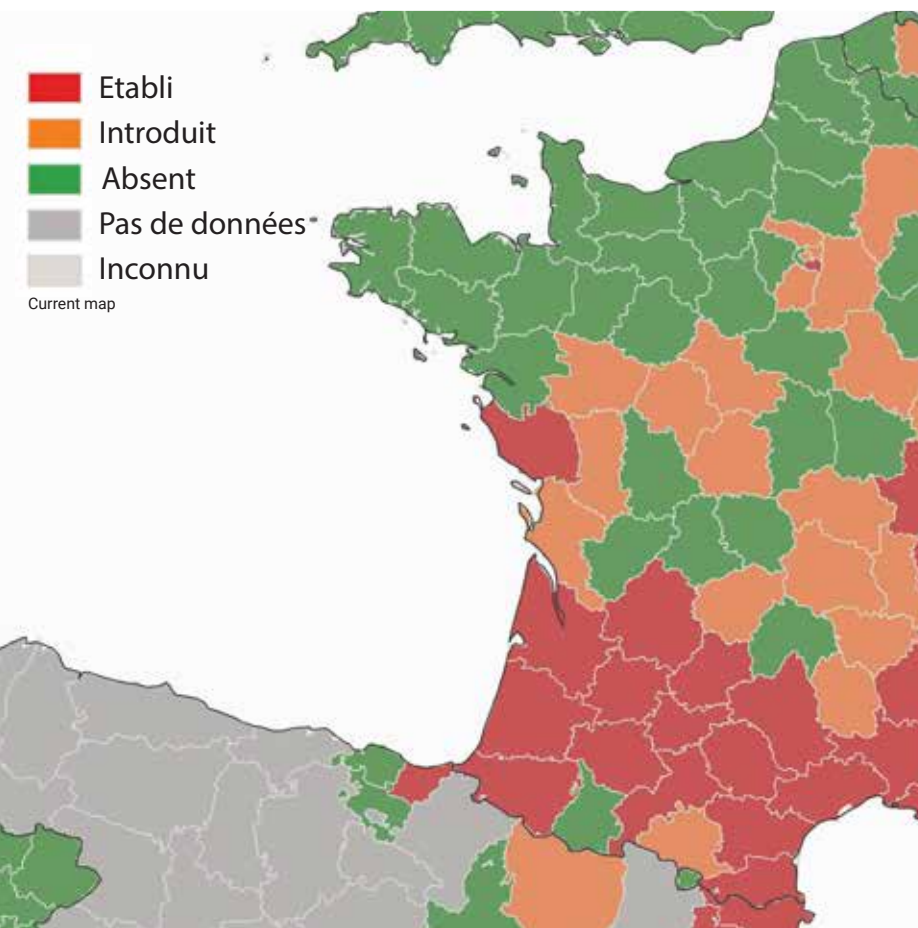 Etabli
Introduit
Absent
Pas de données
Inconnu
Current map